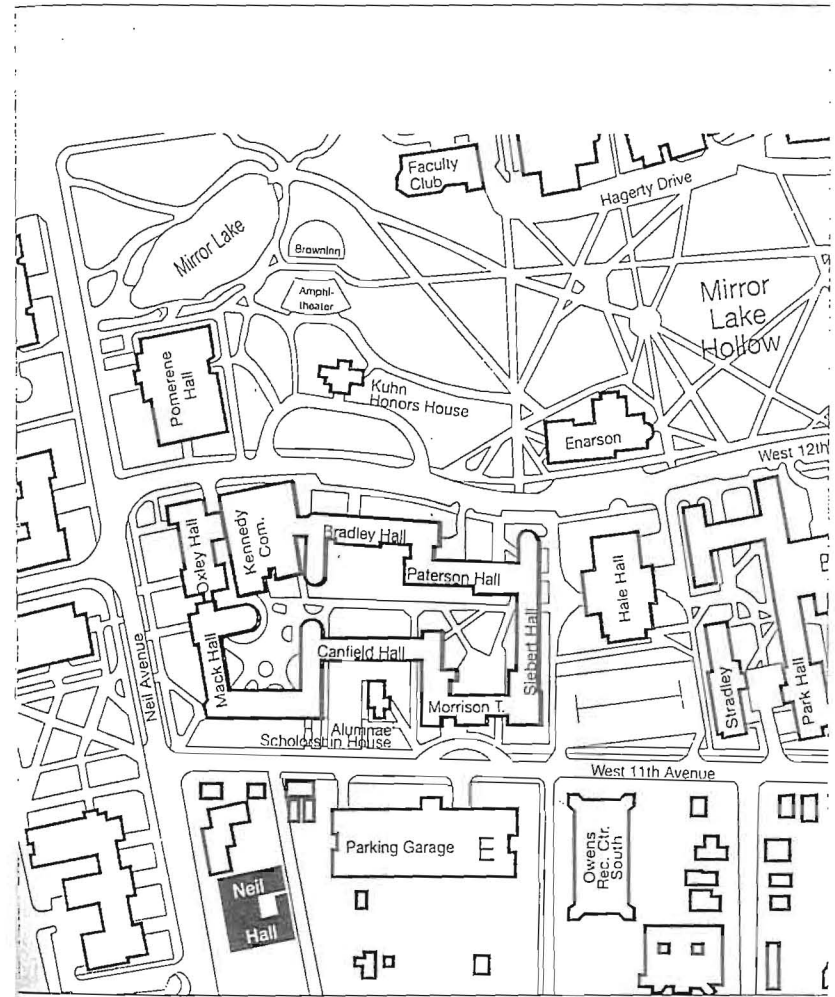 Faculty
Club
Hagerty Drive
Mirror Lake
Browning
Amphi-
theater
Mirror
Lake
Hollow
Pomerene
Hall
Kuhn
Honors House
Enarson
West 12th
Oxley Hall
Kennedy
Com.
Bradley Hall
Paterson Hall
Hale Hall
Siebert Hall
Mack Hall
Canfield Hall
Neil Avenue
Morrison T.
Alumnae
Scholorship House
Stradley
Park Hall
West 11th Avenue
Parking Garage
Owens
Rec. Ctr.
South
Neil
Hall